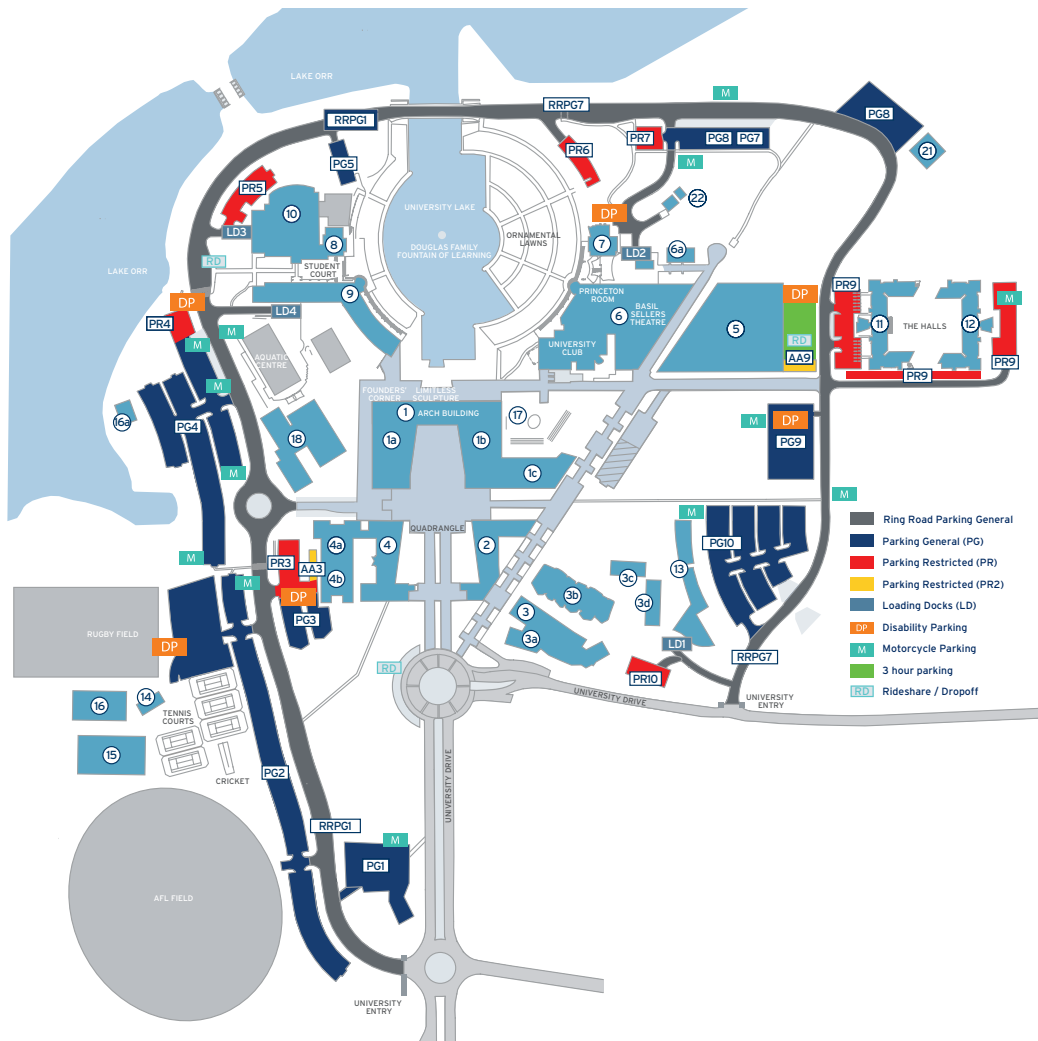 LAKE ORR
M
RRPG1
RRPG7
PG8
PR7
PG8 PG7
PR6
PG5
M
21
PR5
22
10
UNIVERSITY LAKE
DP
LD3
8
ORNAMENTAL
LAWNS
7
DOUGLAS FAMILY
FOUNTAIN OF LEARNING
LD2
6a
RD
LAKE ORR
STUDENT
COURT
9
PRINCETON
ROOM
DP
PR9
M
DP
LD4
6
BASIL
SELLERS
THEATRE
5
11
THE HALLS
12
PR4
M
M
RD
UNIVERSITY
CLUB
AA9
AQUATIC
CENTRE
PR9
PR9
M
FOUNDERS'
CORNER
LIMITLESS
SCULPTURE
16a
PG4
1
ARCH BUILDING
17
M
DP
18
1a
1b
PG9
M
1c
M
Ring Road Parking General
Parking General (PG)
Parking Restricted (PR)
Parking Restricted (PR2)
Loading Docks (LD)
DP
Disability Parking
M
Motorcycle Parking
3 hour parking
RD
Rideshare / Dropoff
M
QUADRANGLE
4a
4
2
PG10
M
PR3
AA3
13
M
4b
3c
3b
3d
DP
3
PG3
RUGBY FIELD
DP
3a
LD1
RRPG7
RD
PR10
UNIVERSITY DRIVE
UNIVERSITY
ENTRY
14
16
TENNIS
COURTS
15
PG2
CRICKET
UNIVERSITY DRIVE
RRPG1
M
PG1
AFL FIELD
UNIVERSITY
ENTRY